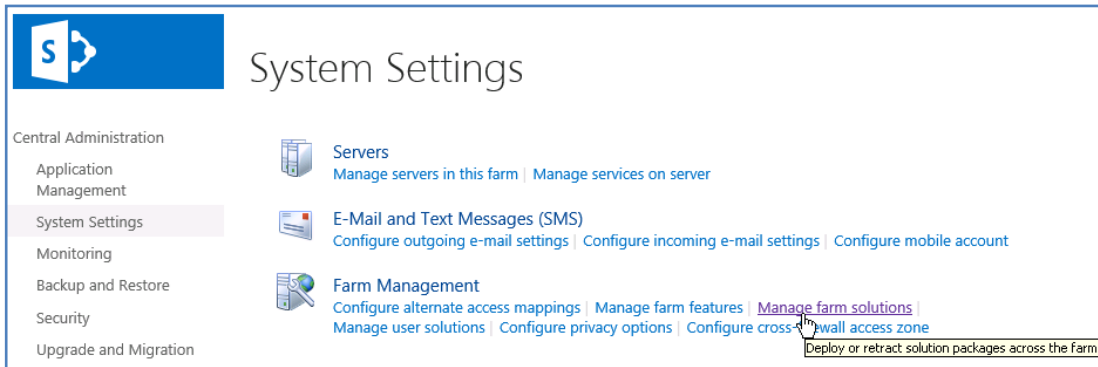 S
System Settings
Central Administration
Application
Management
System Settings
Monitoring
Backup and Restore
Security
Upgrade and Migration
Servers
Manage servers in this farm | Manage services on server
E-Mail and Text Messages (SMS)
Configure outgoing e-mail settings | Configure incoming e-mail settings | Configure mobile account
Farm Management
Configure alternate access mappings | Manage farm features | Manage farm solutions |
Manage user solutions | Configure privacy options | Configure cross-firewall access zone
Deploy or retract solution packages across the farm